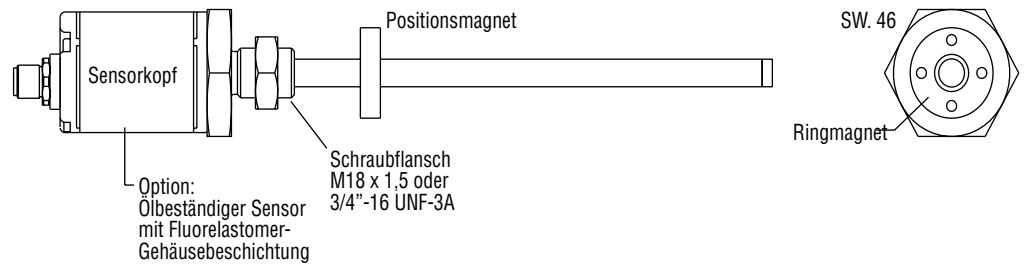 Positionsmagnet
SW. 46
Sensorkopf
Ringmagnet
Schraubflansch
M18 x 1,5 oder
3/4”-16 UNF-3A
Option:
Ölbeständiger Sensor
mit Fluorelastomer-
Gehäusebeschichtung